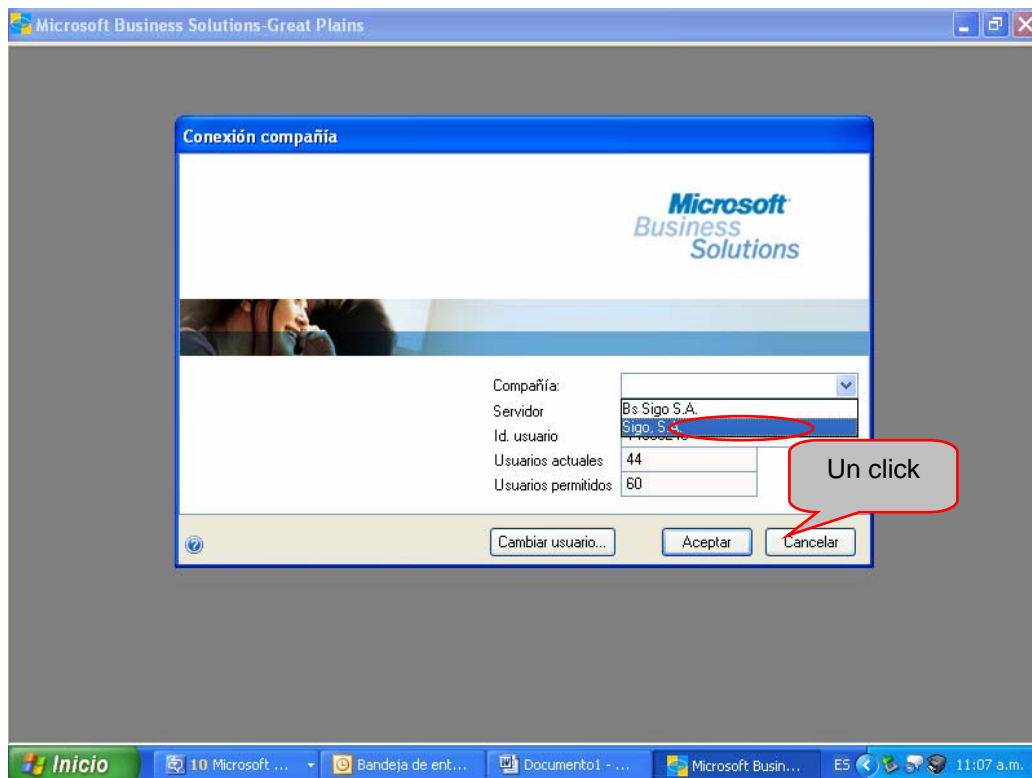 Microsoft Business Solutions-Great Plains
Conexión compañía
Microsoft
Business
Solutions
Compañía:
Servidor
Bs Sigo S.A.
Sigo, S.A.
Id. usuario
Usuarios actuales 44
Usuarios permitidos 60
Un click
Cambiar usuario... Aceptar Cancelar
Inicio 10 Microsoft ... Bandeja de ent... Documento1 - ... Microsoft Busin... ES 11:07 a.m.